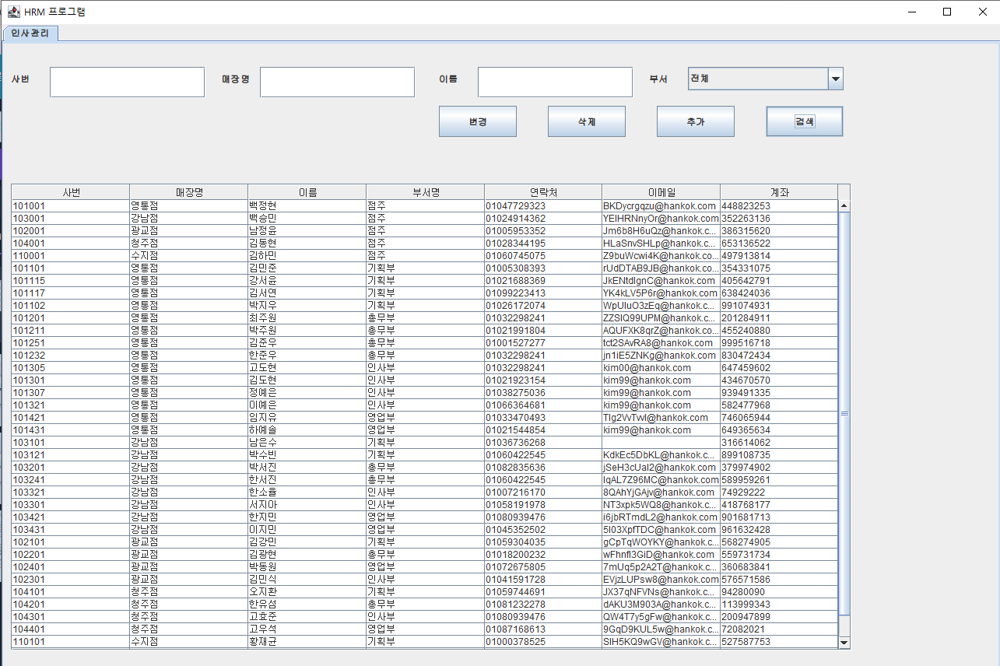 HRM 프로그램
인사관리
사번 매장명 이름 부서 전체
변경 삭제 추가 검색
사번 매장명 이름 부서명 연락처 이메일 계좌
101001 영통점 백정현 점주 01047729323 BKDycrgqzu@hankok.com 448823253
103001 강남점 백승민 점주 01024914362 YEIHRNnyOr@hankok.com 352263136
102001 광교점 남정윤 점주 01005953352 Jm6b8H6uQz@hankok.c... 386315620
104001 청주점 김동현 점주 01028344195 HLaSnvSHLp@hankok.c... 653136522
110001 수지점 김하민 점주 01060745075 Z9buWcwi4K@hankok.co... 497913814
101101 영통점 김민준 기획부 01005308393 rUdDTAB9JB@hankok.co... 354331075
101115 영통점 강서윤 기획부 01021688369 JkENtdIgnC@hankok.com 405642791
101117 영통점 김서연 기획부 01099223413 YK4kLV5P6r@hankok.com 638424036
101102 영통점 박지우 기획부 01026172074 WpUIuO3zEq@hankok.c... 991074931
101201 영통점 최주원 총무부 01032298241 ZZSIQ99UPM@hankok.c... 201284911
101211 영통점 박주원 총무부 01021991804 AQUFXK8qrZ@hankok.co... 455240880
101251 영통점 김준우 총무부 01001527277 tct2SAvRA8@hankok.com 999516718
101232 영통점 한준우 총무부 01032298241 jn1iE5ZNKg@hankok.com 830472434
101305 영통점 고도현 인사부 01032298241 kim00@hankok.com 647459602
101301 영통점 김도현 인사부 01021923154 kim99@hankok.com 434670570
101307 영통점 정예은 인사부 01038275036 kim99@hankok.com 939491335
101321 영통점 이예은 인사부 01066364681 kim99@hankok.com 582477968
101421 영통점 임지유 영업부 01033470493 TIg2VvTwI@hankok.com 746065944
101431 영통점 하예솔 영업부 01021544854 kim99@hankok.com 649365634
103101 강남점 남은수 기획부 01036736268 316614062
103121 강남점 박수빈 기획부 01060422545 KdkEc5DbKL@hankok.c... 899108735
103201 강남점 박서진 총무부 01082835636 jSeH3cUaI2@hankok.com 379974902
103241 강남점 한서진 총무부 01060422545 IqAL7Z96MC@hankok.com 589959261
103321 강남점 한소율 인사부 01007216170 8QAhYjGAjv@hankok.com 74929222
103301 강남점 서지아 인사부 01058191978 NT3xpk5WQ8@hankok.c... 418768177
103421 강남점 한지민 영업부 01080939476 i6jbRTmdL2@hankok.com 901681713
103431 강남점 이지민 영업부 01045352502 5I03XpfTDC@hankok.com 961632428
102101 광교점 김강민 기획부 01059304035 gCpTqWOYKY@hankok.c... 568274905
102201 광교점 김광현 총무부 01018200232 wFhnfI3GiD@hankok.com 559731734
102401 광교점 박동원 영업부 01072675805 7mUq5p2A2T@hankok.c... 360683841
102301 광교점 김민식 인사부 01041591728 EVjzLUPsw8@hankok.com 576571586
104101 청주점 오지환 기획부 01059744691 JX37qNFVNs@hankok.c... 94280090
104201 청주점 한유섬 총무부 01081232278 dAKU3M903A@hankok.c... 113999343
104301 청주점 고효준 인사부 01080939476 QW4T7y5gFw@hankok.c... 200947899
104401 청주점 고우석 영업부 01087168613 9GqD9KUL5w@hankok.c... 72082021
110101 수지점 황재균 기획부 01000378525 SIH5KQ9wGV@hankok.c... 527587753